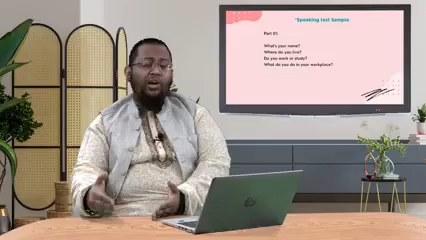 *Speaking test Sample
Part 01:
What's your name?
Where do you live?
Do you work or study?
What do you do in your workplace?